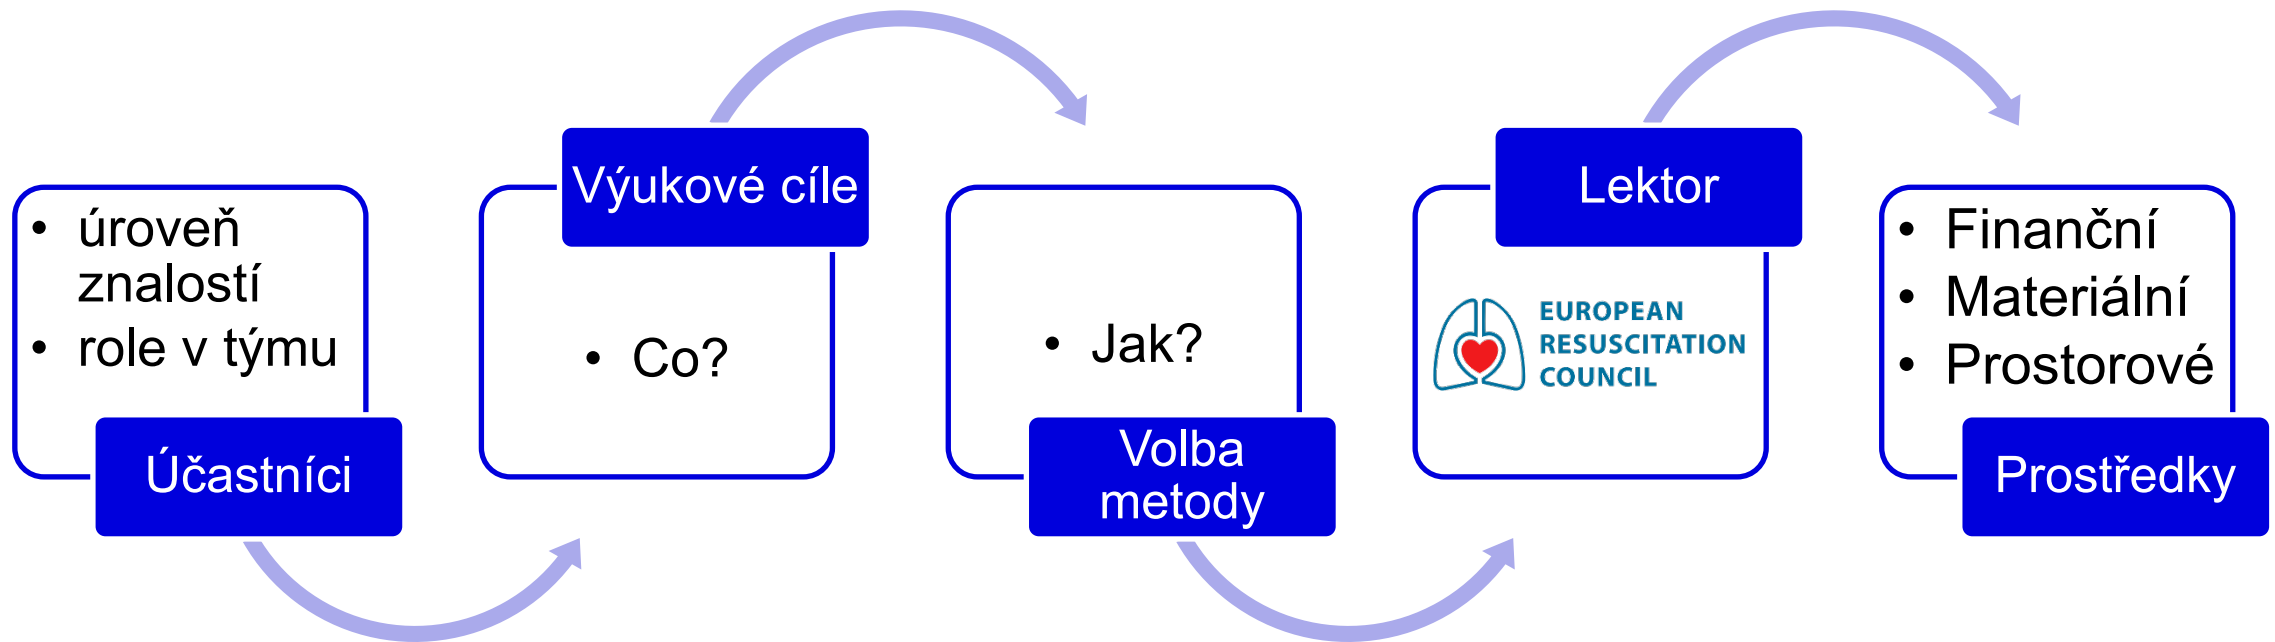 • úroveň
znalostí
• role v týmu
Účastníci
Výukové cíle
• Co?
• Jak?
Volba
metody
Lektor
EUROPEAN
RESUSCITATION
COUNCIL
• Finanční
• Materiální
• Prostorové
Prostředky